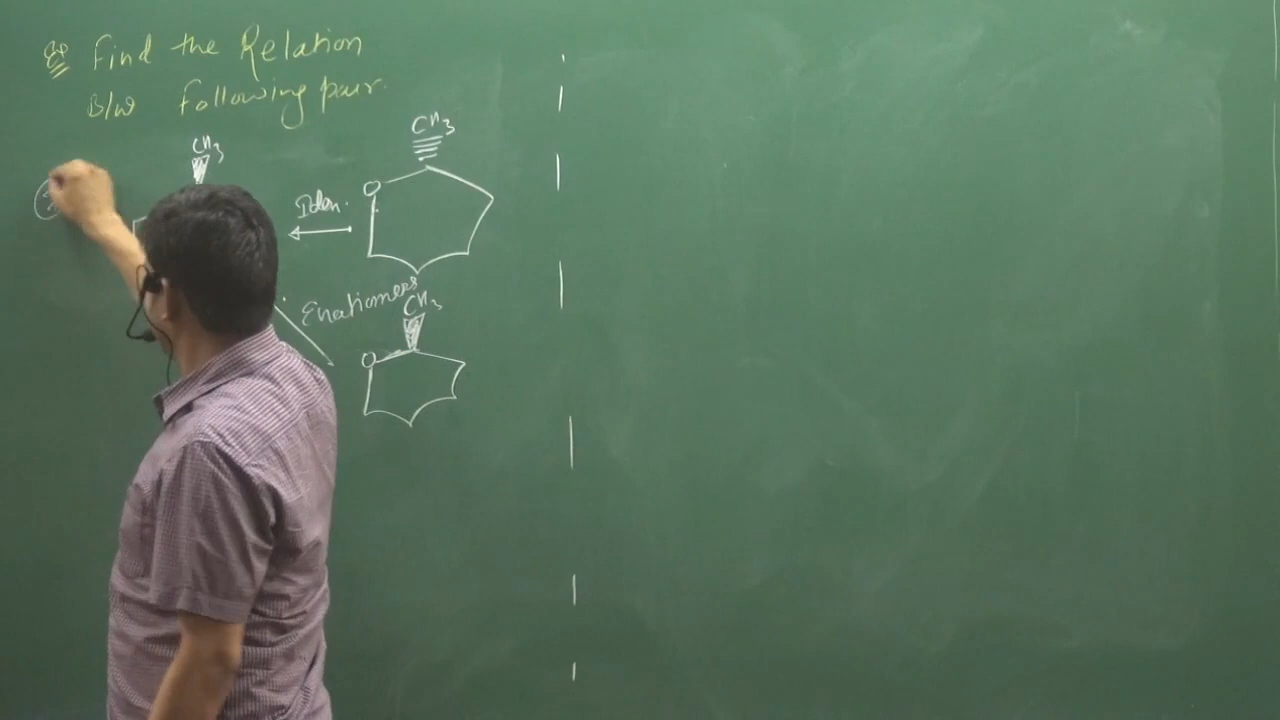 Find the Relation
B/w following pair.
CH3
CH3
O
Iden.
Enatiomers
CH3
O